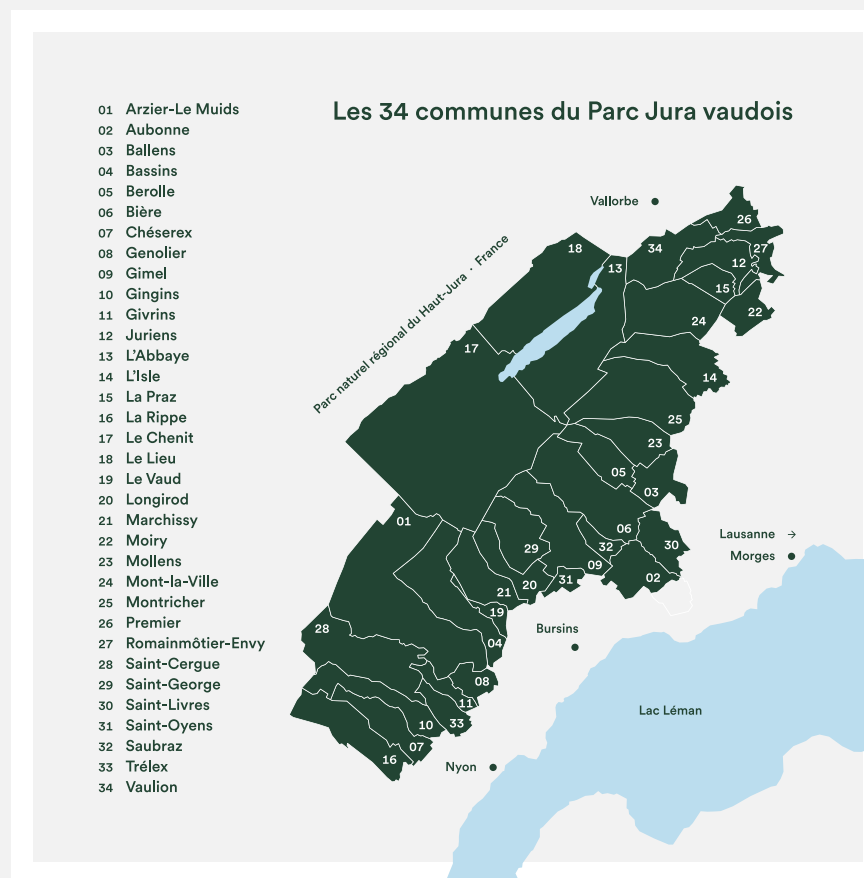 Les 34 communes du Parc Jura vaudois
01 Arzier-Le Muids
02 Aubonne
03 Ballens
04 Bassins
05 Berolle
06 Bière
07 Chéserex
08 Genolier
09 Gimel
10 Gingins
11 Givrins
12 Juriens
13 L'Abbaye
14 L'Isle
15 La Praz
16 La Rippe
17 Le Chenit
18 Le Lieu
19 Le Vaud
20 Longirod
21 Marchissy
22 Moiry
23 Mollens
24 Mont-la-Ville
25 Montricher
26 Premier
27 Romainmôtier-Envy
28 Saint-Cergue
29 Saint-George
30 Saint-Livres
31 Saint-Oyens
32 Saubraz
33 Trélex
34 Vaulion
Vallorbe
Parc naturel régional du Haut-Jura · France
26
18
34
27
13
12
15
22
24
17
14
25
23
05
03
01
06
30
29
32
09
31
02
20
21
19
28
04
08
11
33
10
07
16
Lausanne →
Morges
Bursins
Lac Léman
Nyon